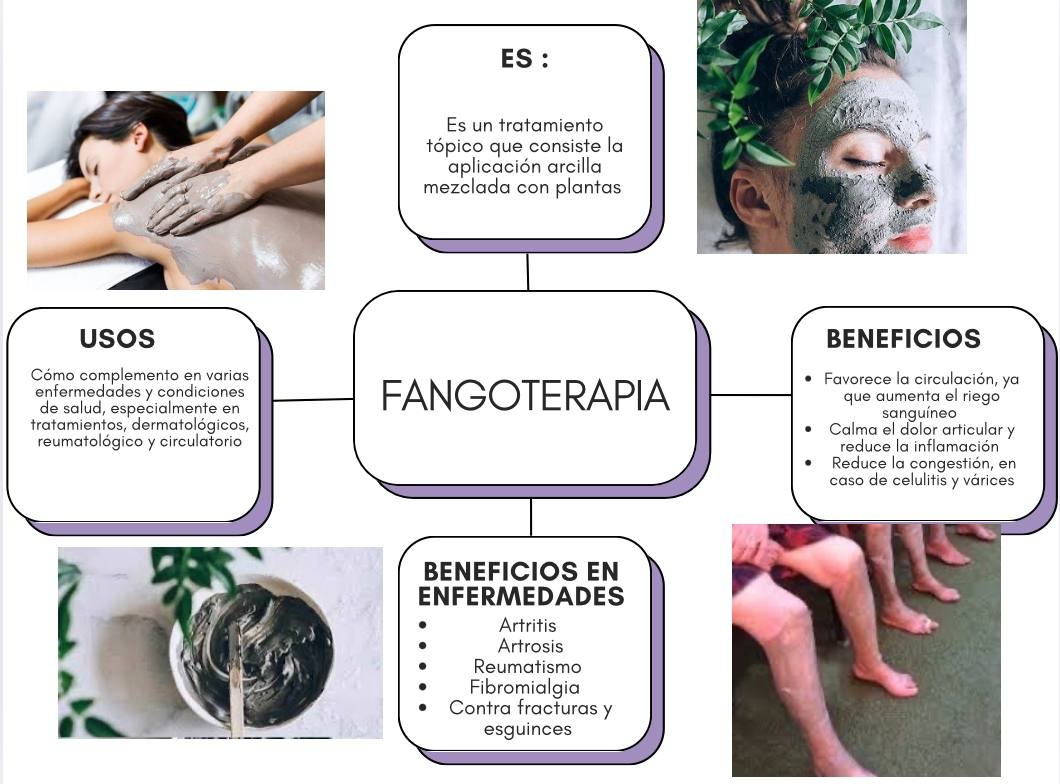 ES :
Es un tratamiento
tópico que consiste la
aplicación arcilla
mezclada con plantas
USOS
Cómo complemento en varias
enfermedades y condiciones
de salud, especialmente en
tratamientos, dermatológicos,
reumatológico y circulatorio
FANGOTERAPIA
BENEFICIOS
• Favorece la circulación, ya
que aumenta el riego
sanguíneo
• Calma el dolor articular y
reduce la inflamación
• Reduce la congestión, en
caso de celulitis y várices
BENEFICIOS EN
ENFERMEDADES
• Artritis
• Artrosis
• Reumatismo
• Fibromialgia
• Contra fracturas y
esguinces